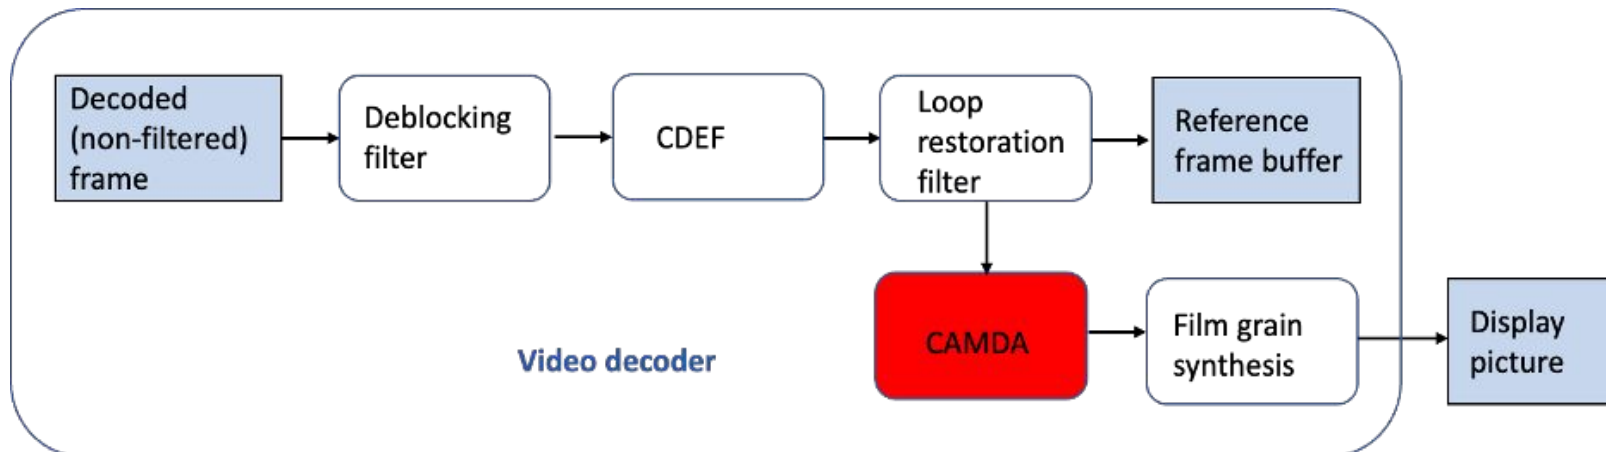 Decoded
(non-filtered)
frame
Deblocking
filter
CDEF
Loop
restoration
filter
Reference
frame buffer
CAMDA
Film grain
synthesis
Display
picture
Video decoder